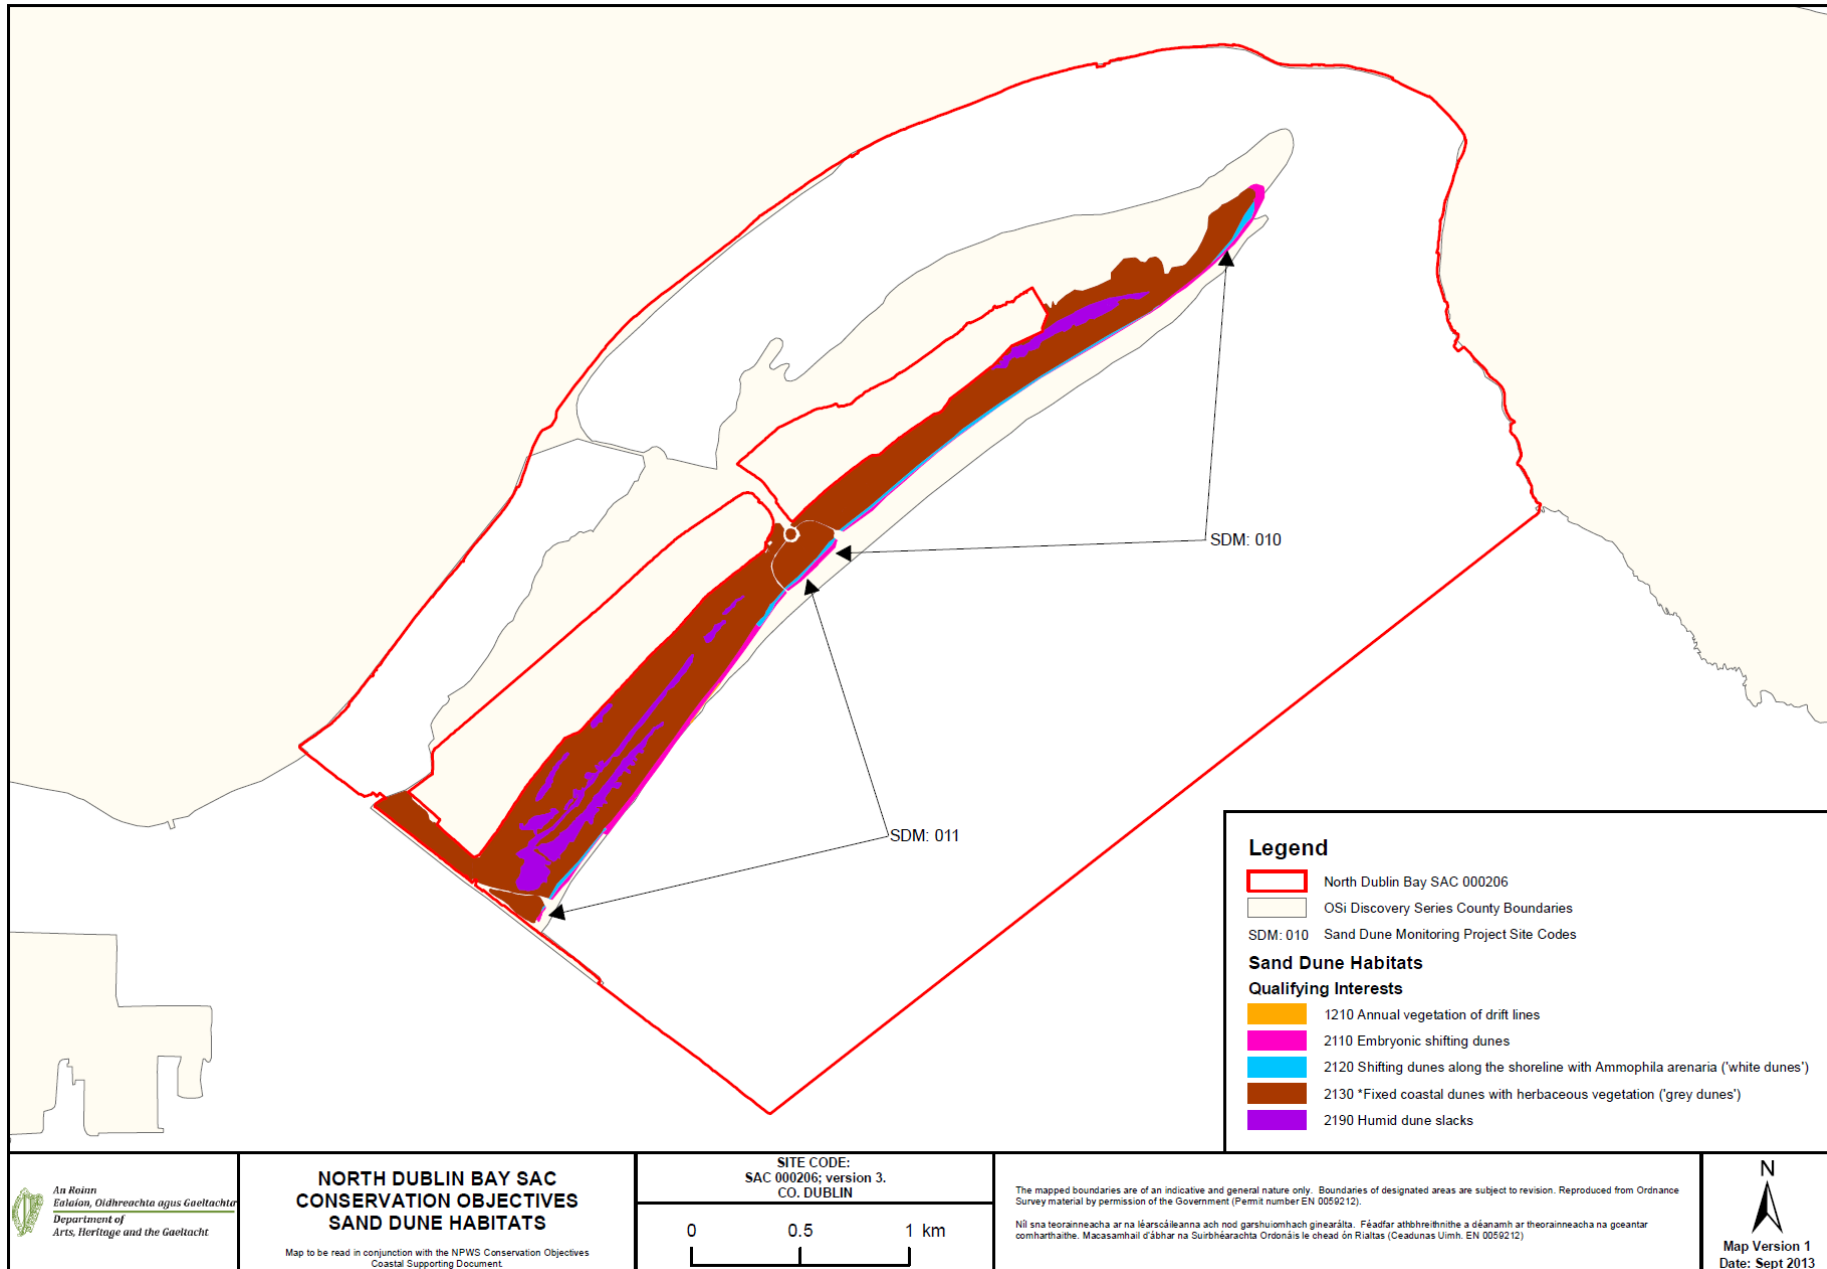 SDM: 010
SDM: 011
Legend
North Dublin Bay SAC 000206
OSi Discovery Series County Boundaries
SDM: 010 Sand Dune Monitoring Project Site Codes
Sand Dune Habitats
Qualifying Interests
1210 Annual vegetation of drift lines
2110 Embryonic shifting dunes
2120 Shifting dunes along the shoreline with Ammophila arenaria ('white dunes')
2130 *Fixed coastal dunes with herbaceous vegetation ('grey dunes')
2190 Humid dune slacks
An Roinn
Ealaíon, Oidhreachta agus Gaeltachta
Department of
Arts, Heritage and the Gaeltacht
NORTH DUBLIN BAY SAC
CONSERVATION OBJECTIVES
SAND DUNE HABITATS
Map to be read in conjunction with the NPWS Conservation Objectives
Coastal Supporting Document.
SITE CODE:
SAC 000206; version 3.
CO. DUBLIN
0 0.5 1 km
The mapped boundaries are of an indicative and general nature only. Boundaries of designated areas are subject to revision. Reproduced from Ordnance
Survey material by permission of the Government (Permit number EN 0059212).
Níl sna teorainneacha ar na léarscáileanna ach nod garshuiomhach ginearálta. Féadfar athbhreithnithe a déanamh ar theorainneacha na gceantar
comharthaithe. Macasamhail d'ábhar na Suirbhéarachta Ordonáis le chead ón Rialtas (Ceadunas Uimh. EN 0059212)
N
Map Version 1
Date: Sept 2013